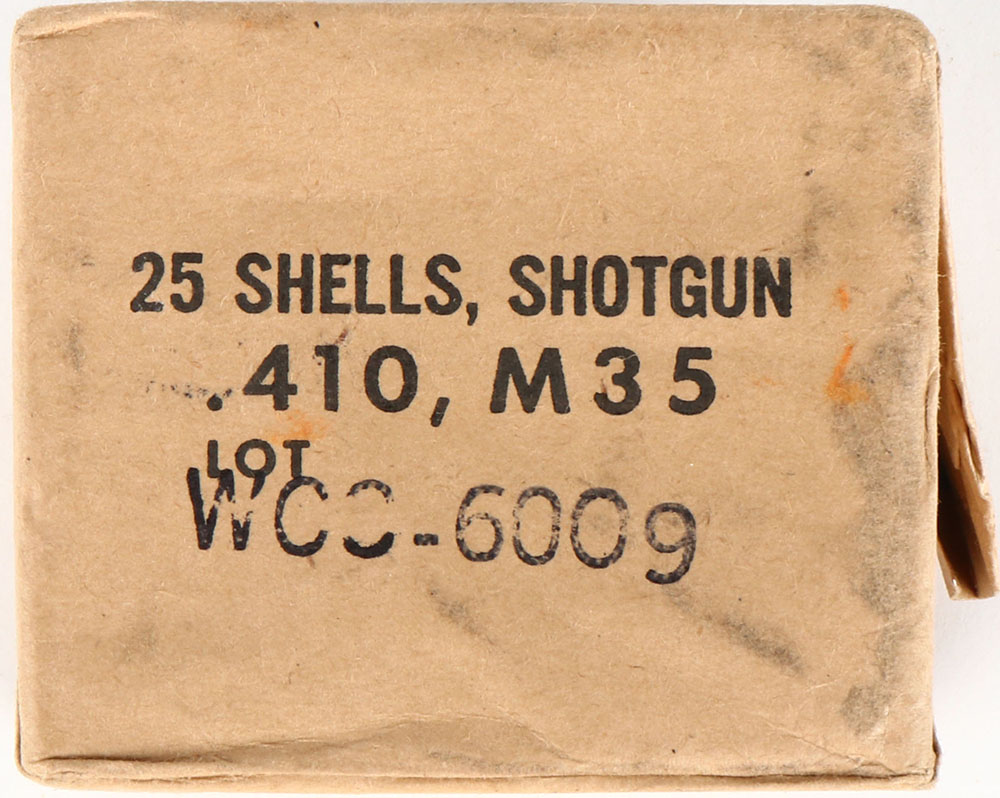 25 SHELLS, SHOTGUN
.410, M35
LOT
WCC-6009